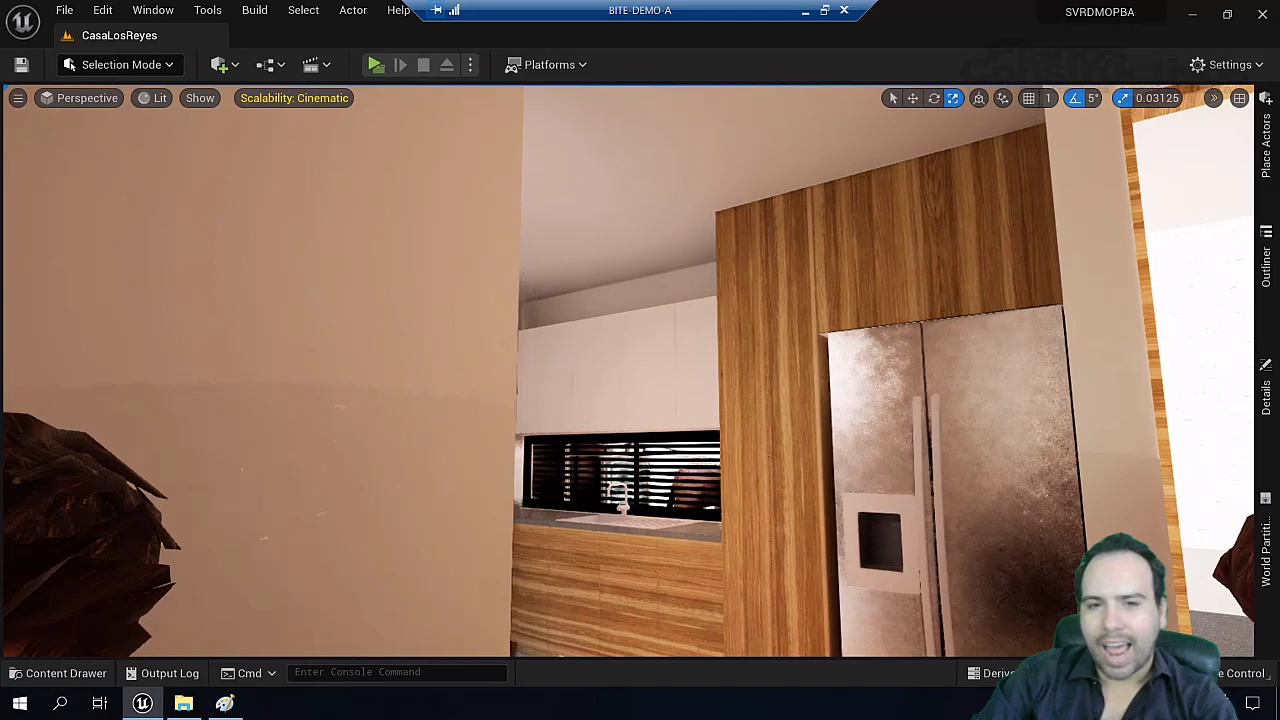 File Edit Window Tools Build Select Actor Help
BITE-DEMO-A
SVRDMOPBA
CasaLosReyes
Selection Mode
Platforms
Settings
Perspective
Lit
Show
Scalability: Cinematic
1
5°
0.03125
Place Actors
Outliner
Details
World Partiti...
Content Drawer
Output Log
Cmd
Enter Console Command
Control